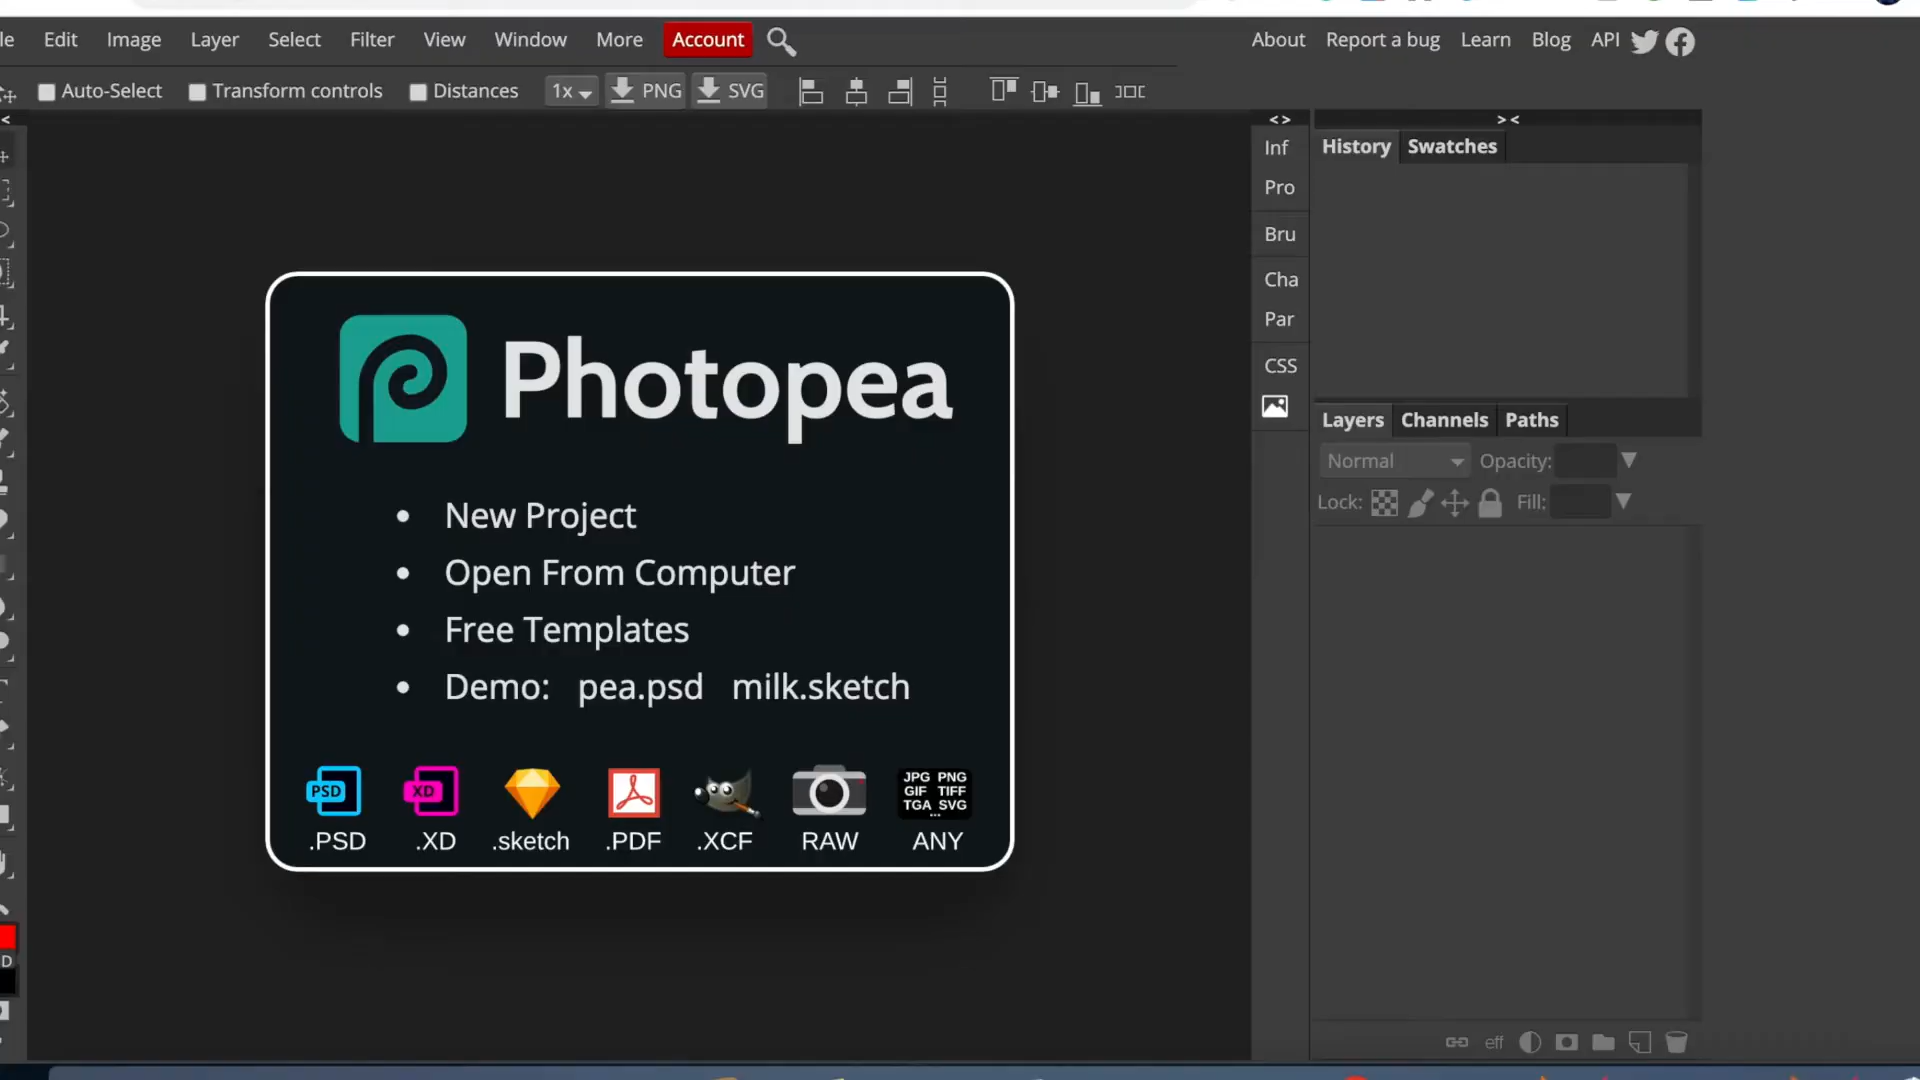 le Edit Image Layer Select Filter View Window More Account About Report a bug Learn Blog API
Auto-Select Transform controls Distances 1x PNG SVG
< < > > <
Inf History Swatches
Pro
Bru
Cha
Par
CSS
Photopea
Layers Channels Paths
Normal Opacity:
Lock: Fill:
New Project
Open From Computer
Free Templates
Demo: pea.psd milk.sketch
PSD XD JPG PNG
GIF TIFF
TGA SVG
...
.PSD .XD .sketch .PDF .XCF RAW ANY
D
eff